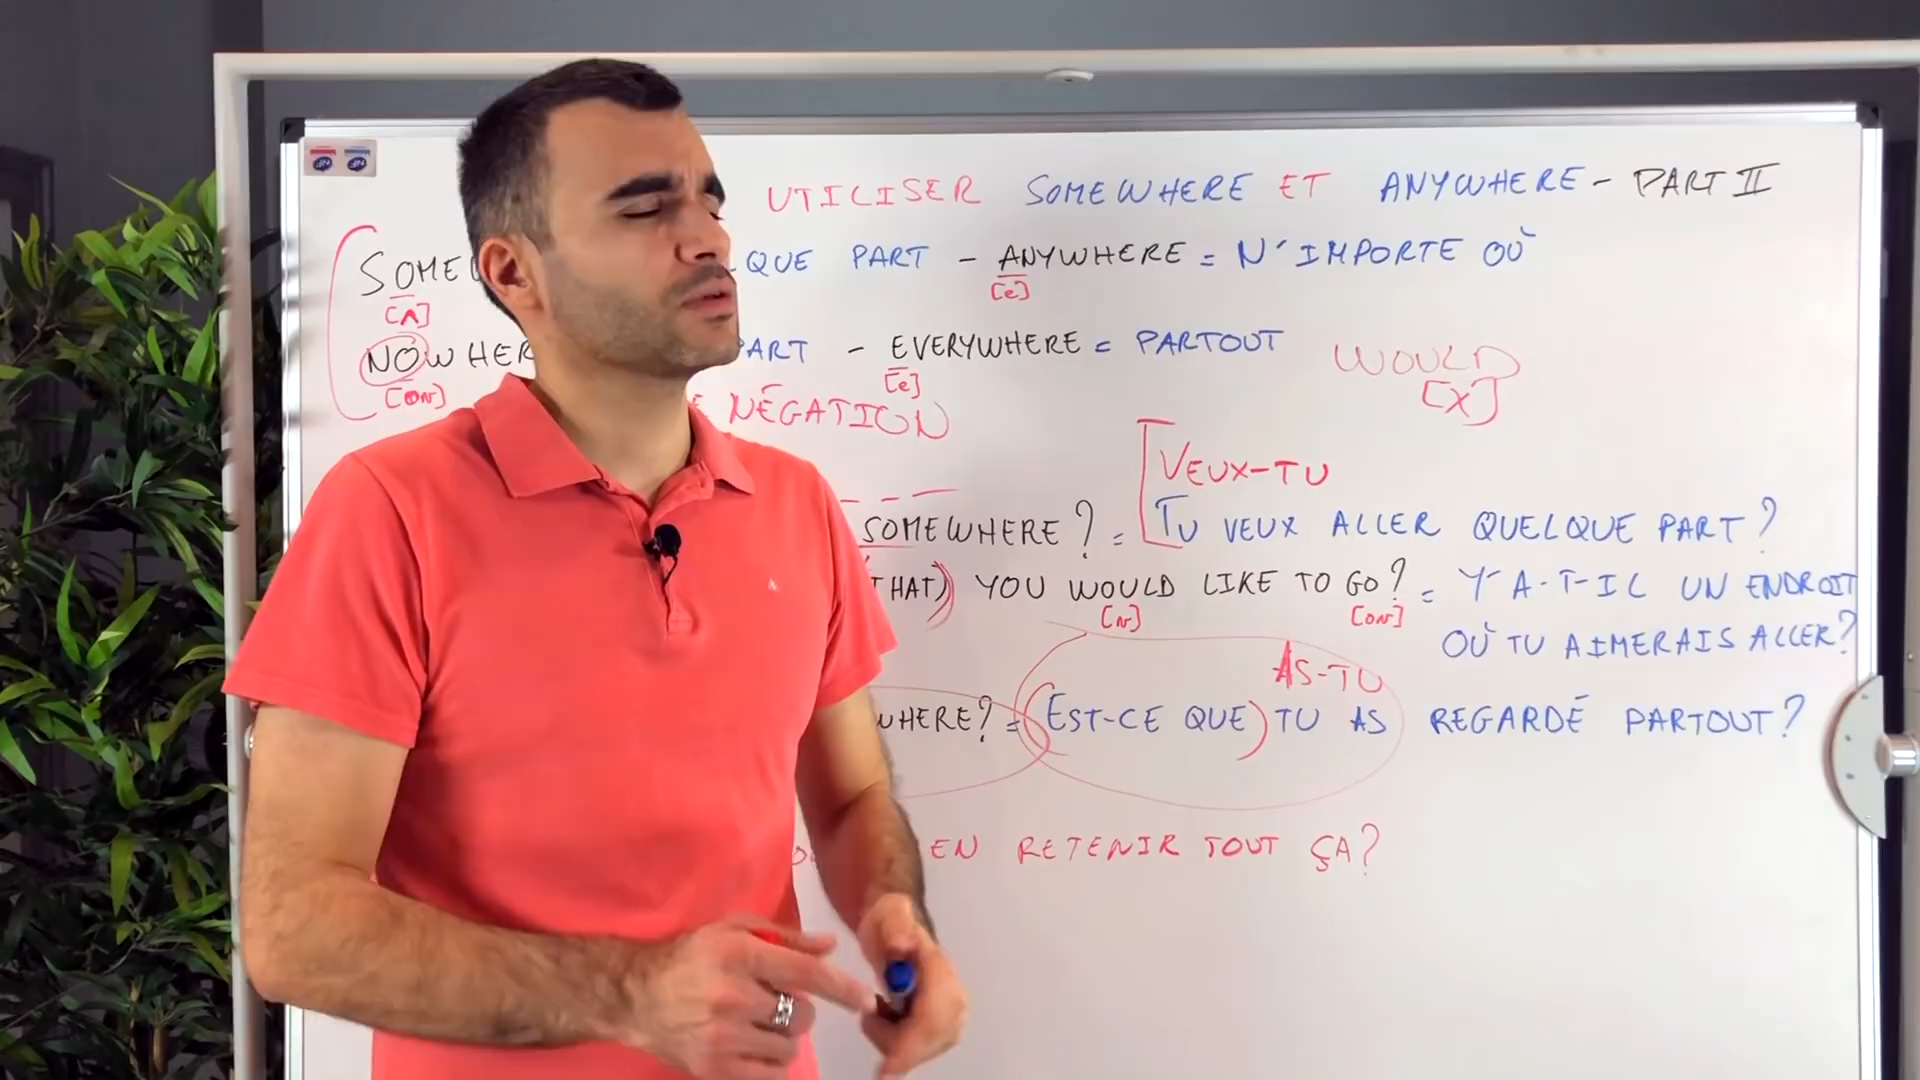 UTILISER SOMEWHERE ET ANYWHERE - PART II
QUE PART - ANYWHERE = N'IMPORTE OÙ
[ʌ] [e]
NOWHER ART - EVERYWHERE = PARTOUT
WOULD
[X]
[ON] [e]
NÉGATION
VEUX-TU
SOMEWHERE? = TU VEUX ALLER QUELQUE PART?
THAT) YOU WOULD LIKE TO GO? = Y A-T-IL UN ENDROIT
[N] [ON]
OÙ TU AIMERAIS ALLER?
AS-TU
WHERE? = (EST-CE QUE) TU AS REGARDÉ PARTOUT?
EN RETENIR TOUT ÇA?